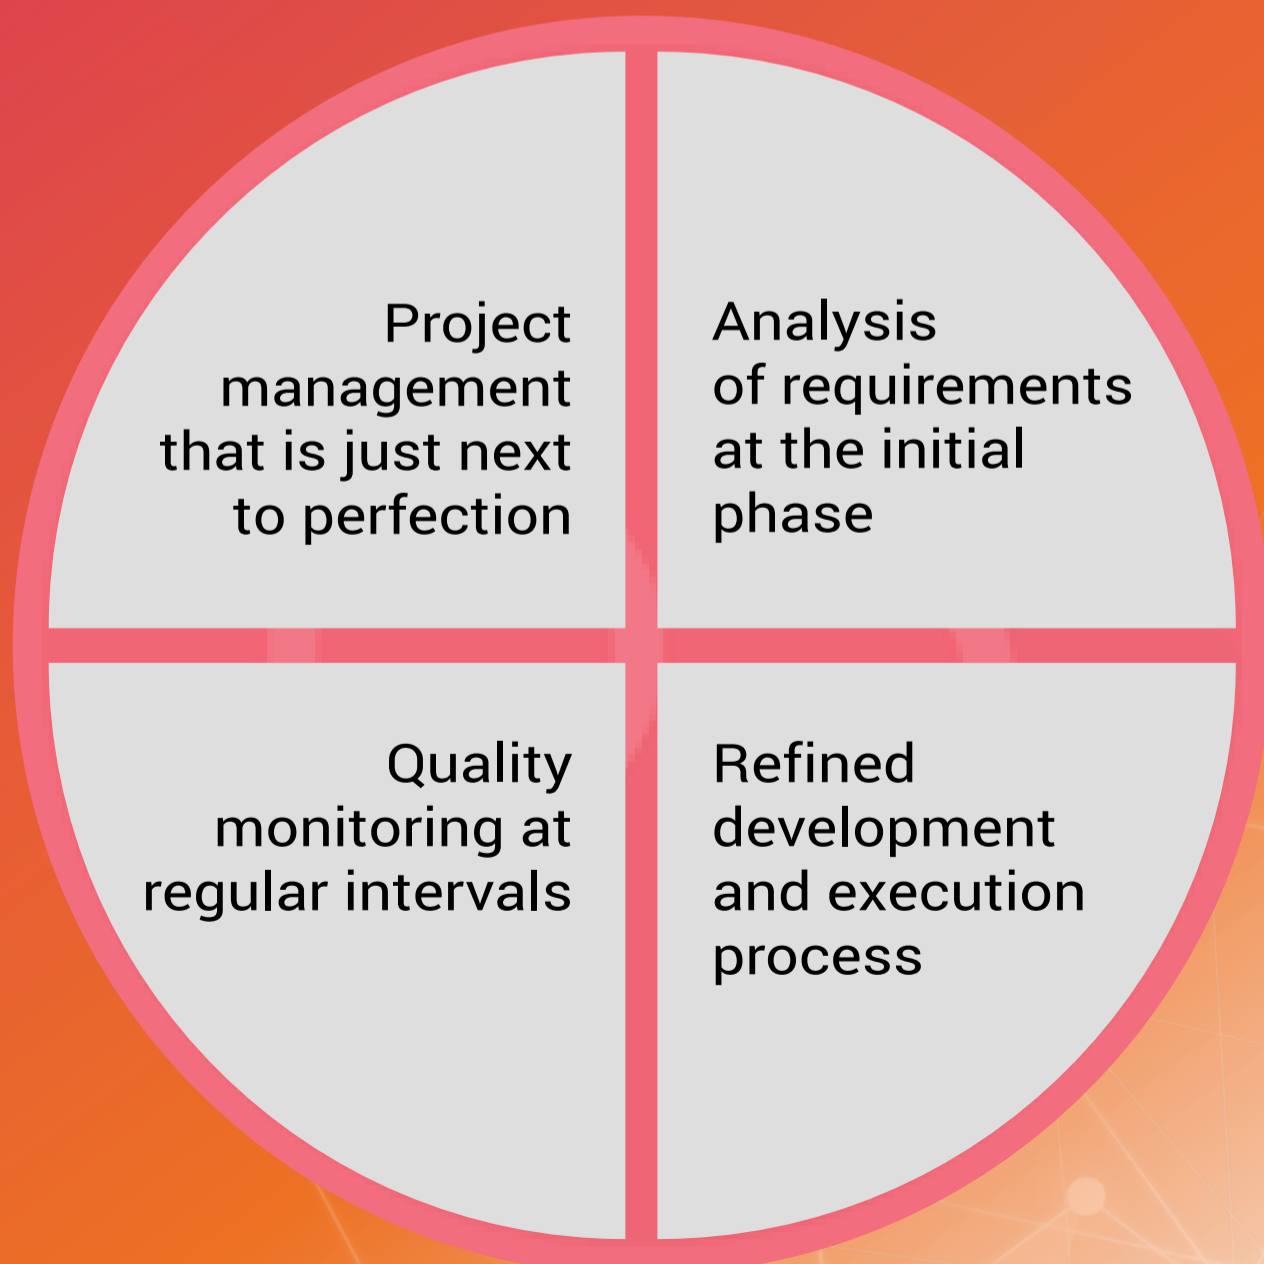 Project
management
that is just next
to perfection
Analysis
of requirements
at the initial
phase
Quality
monitoring at
regular intervals
Refined
development
and execution
process